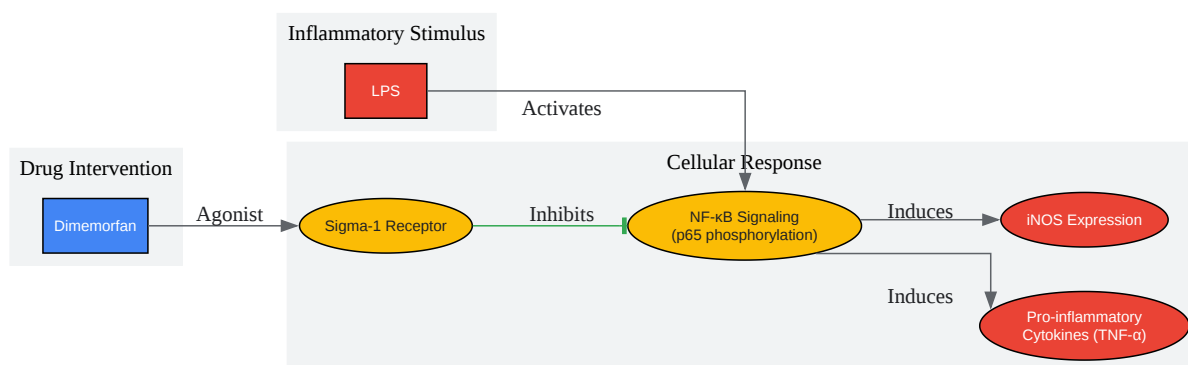 Inflammatory Stimulus
LPS
Activates
Drug Intervention
Dimemorfan
Agonist
Cellular Response
Sigma-1 Receptor
Inhibits
NF-κB Signaling
(p65 phosphorylation)
Induces
iNOS Expression
Induces
Pro-inflammatory
Cytokines (TNF-α)